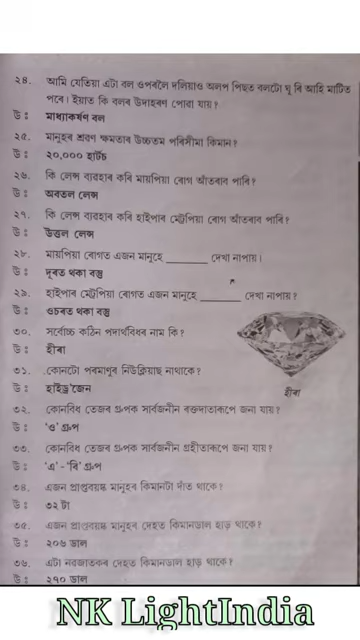 ২৪. আমি যেতিয়া এটা বল ওপৰলৈ দলিয়াও অলপ পিছত বলটো ঘূ ৰি আহি মাটিত
পৰে। ইয়াত কি বলৰ উদাহৰণ পোৱা যায়?
উঃ মাধ্যাকৰ্ষণ বল
২৫. মানুহৰ শ্ৰৱণ ক্ষমতাৰ উচ্চতম পৰিসীমা কিমান?
উঃ ২০,০০০ হাৰ্টচ
২৬. কি লেন্স ব্যৱহাৰ কৰি মায়পিয়া ৰোগ আঁতৰাব পাৰি?
উঃ অবতল লেন্স
২৭. কি লেন্স ব্যৱহাৰ কৰি হাইপাৰ মেট্ৰপিয়া ৰোগ আঁতৰাব পাৰি?
উঃ উত্তল লেন্স
২৮. মায়পিয়া ৰোগত এজন মানুহে ________ দেখা নাপায়।
উঃ দূৰত থকা বস্তু
২৯. হাইপাৰ মেট্ৰপিয়া ৰোগত এজন মানুহে ________ দেখা নাপায়?
উঃ ওচৰত থকা বস্তু
৩০. সৰ্বোচ্চ কঠিন পদাৰ্থবিধৰ নাম কি?
উঃ হীৰা
৩১. কোনটো পৰমাণুৰ নিউক্লিয়াছ নাথাকে?
উঃ হাইড্ৰ'জেন
হীৰা
৩২. কোনবিধ তেজৰ গ্ৰুপক সাৰ্বজনীন ৰক্তদাতাৰূপে জনা যায়?
উঃ 'ও' গ্ৰুপ
৩৩. কোনবিধ তেজৰ গ্ৰুপক সাৰ্বজনীন গ্ৰহীতাৰূপে জনা যায়?
উঃ 'এ' - 'বি' গ্ৰুপ
৩৪. এজন প্ৰাপ্তবয়স্ক মানুহৰ কিমানটা দাঁত থাকে?
উঃ ৩২ টা
৩৫. এজন প্ৰাপ্তবয়স্ক মানুহৰ দেহত কিমানডাল হাড় থাকে?
উঃ ২০৬ ডাল
৩৬. এটা নবজাতকৰ দেহত কিমানডাল হাড় থাকে?
উঃ ২৭০ ডাল
NK LightIndia